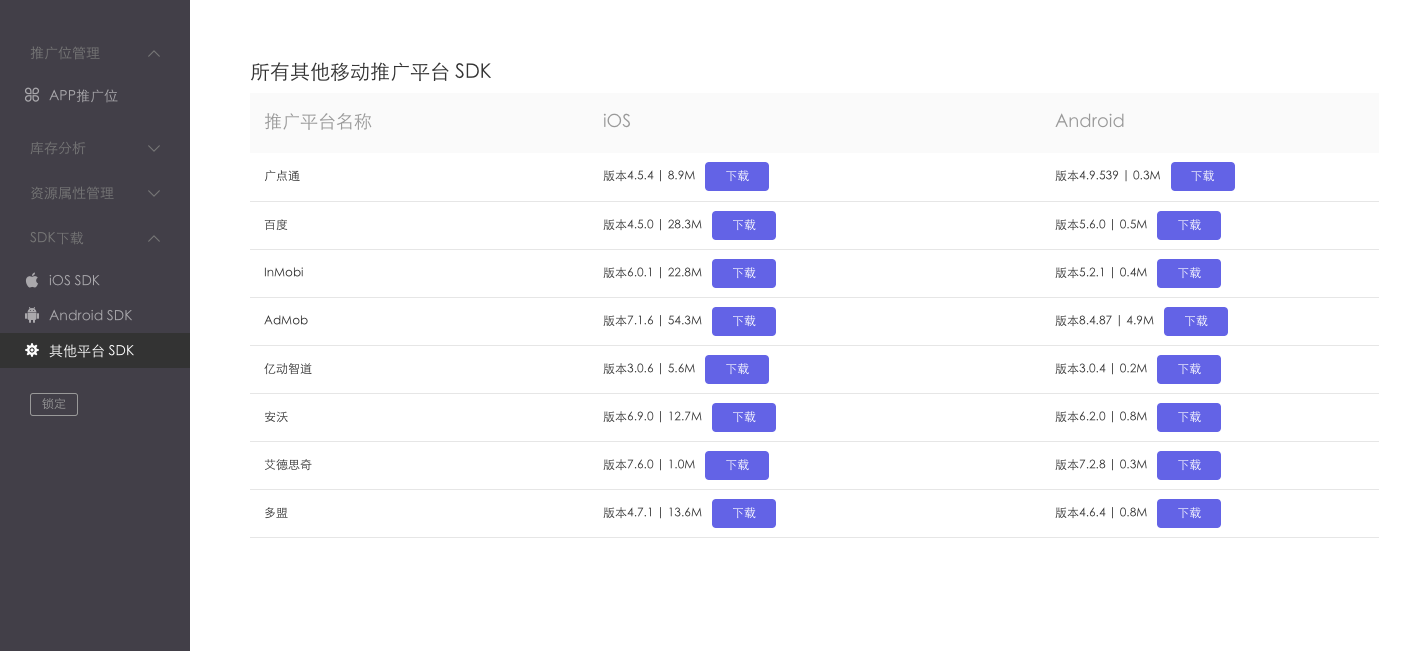 推广位管理
APP推广位
库存分析
资源属性管理
SDK下载
iOS SDK
Android SDK
其他平台 SDK
锁定
所有其他移动推广平台 SDK
推广平台名称 iOS Android
广点通 版本4.5.4 | 8.9M 下载 版本4.9.539 | 0.3M 下载
百度 版本4.5.0 | 28.3M 下载 版本5.6.0 | 0.5M 下载
InMobi 版本6.0.1 | 22.8M 下载 版本5.2.1 | 0.4M 下载
AdMob 版本7.1.6 | 54.3M 下载 版本8.4.87 | 4.9M 下载
亿动智道 版本3.0.6 | 5.6M 下载 版本3.0.4 | 0.2M 下载
安沃 版本6.9.0 | 12.7M 下载 版本6.2.0 | 0.8M 下载
艾德思奇 版本7.6.0 | 1.0M 下载 版本7.2.8 | 0.3M 下载
多盟 版本4.7.1 | 13.6M 下载 版本4.6.4 | 0.8M 下载